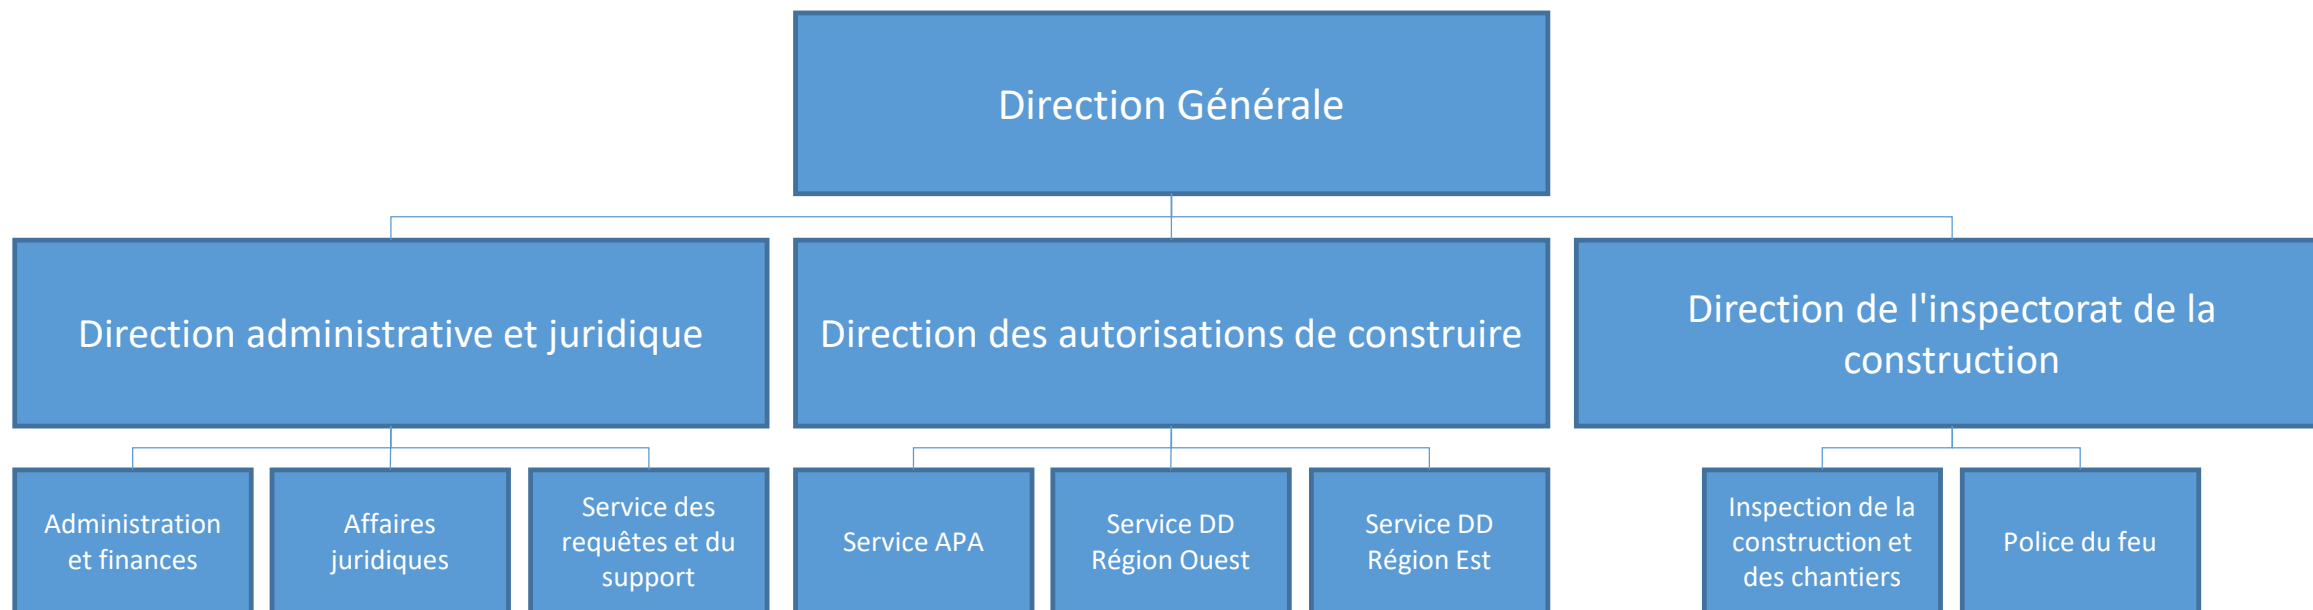 Direction Générale
Direction administrative et juridique
Direction des autorisations de construire
Direction de l'inspectorat de la
construction
Administration
et finances
Affaires
juridiques
Service des
requêtes et du
support
Service APA
Service DD
Région Ouest
Service DD
Région Est
Inspection de la
construction et
des chantiers
Police du feu